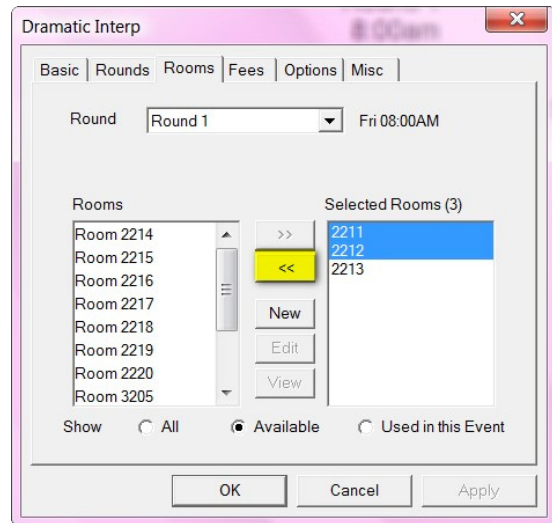 Dramatic Interp
8:00am
Basic Rounds Rooms Fees Options Misc
Round Round 1 Fri 08:00AM
Rooms Selected Rooms (3)
Room 2214
Room 2215
Room 2216
Room 2217
Room 2218
Room 2219
Room 2220
Room 3205
>>
<<
New
Edit
View
2211
2212
2213
Show All Available Used in this Event
OK Cancel Apply